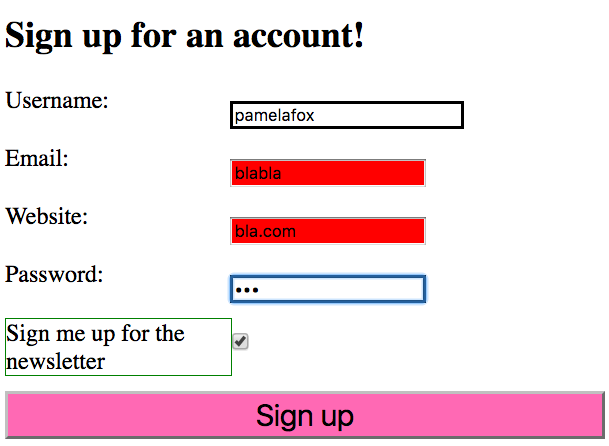 Sign up for an account!
Username: pamelafox
Email: blabla
Website: bla.com
Password: •••
Sign me up for the
newsletter
Sign up